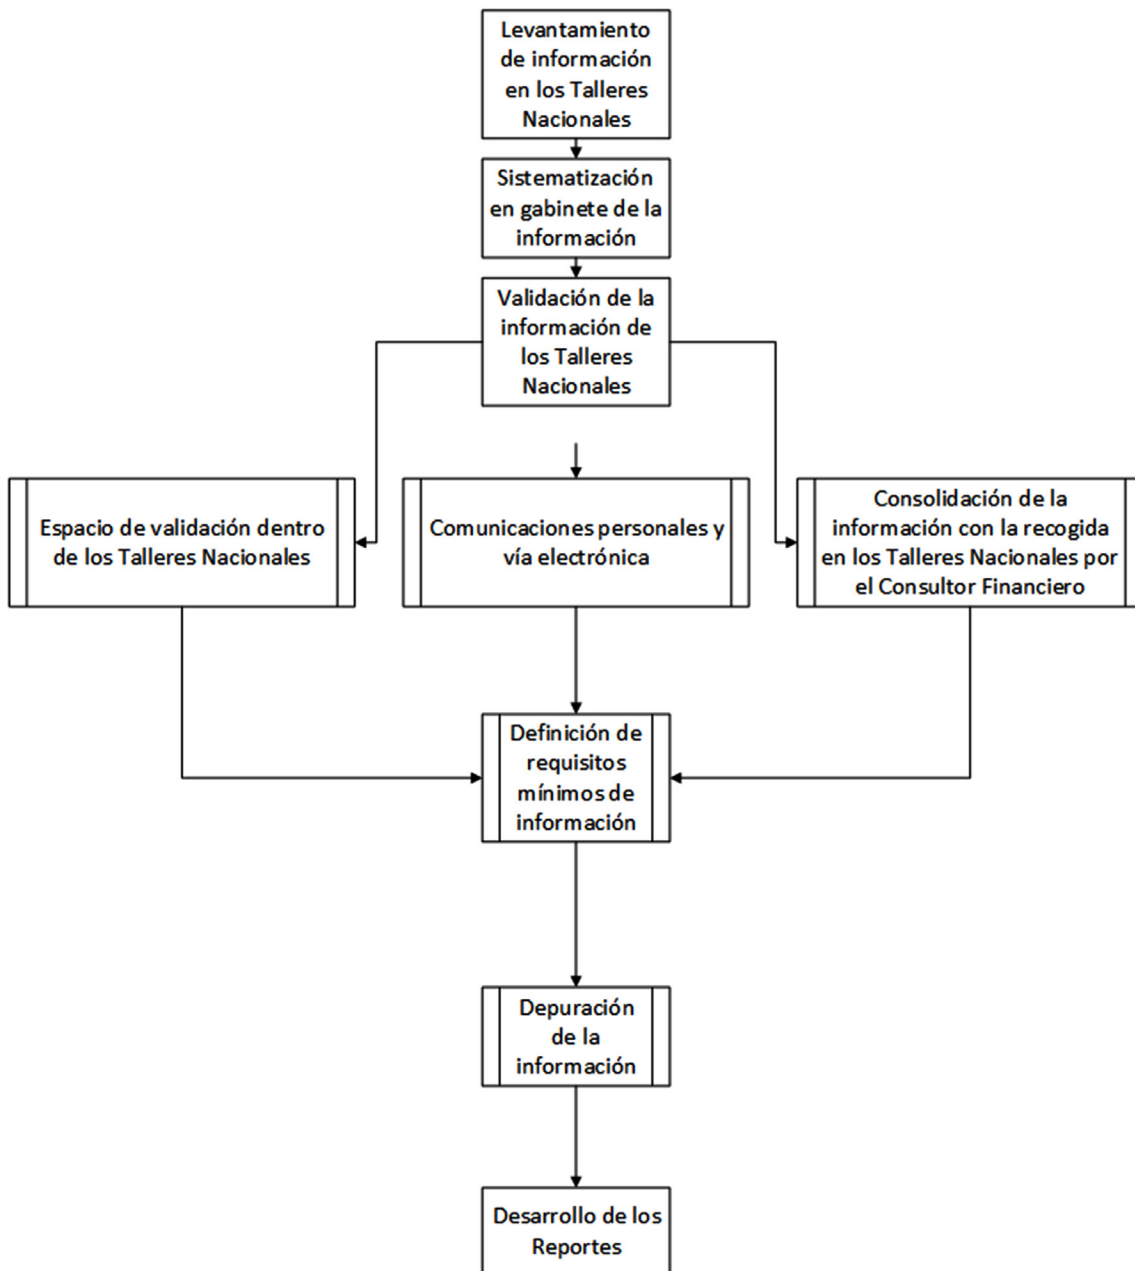 Levantamiento
de información
en los Talleres
Nacionales
Sistematización
en gabinete de la
información
Validación de la
información de
los Talleres
Nacionales
Espacio de validación dentro
de los Talleres Nacionales
Comunicaciones personales y
vía electrónica
Consolidación de la
información con la recogida
en los Talleres Nacionales por
el Consultor Financiero
Definición de
requisitos
mínimos de
información
Depuración
de la
información
Desarrollo de los
Reportes